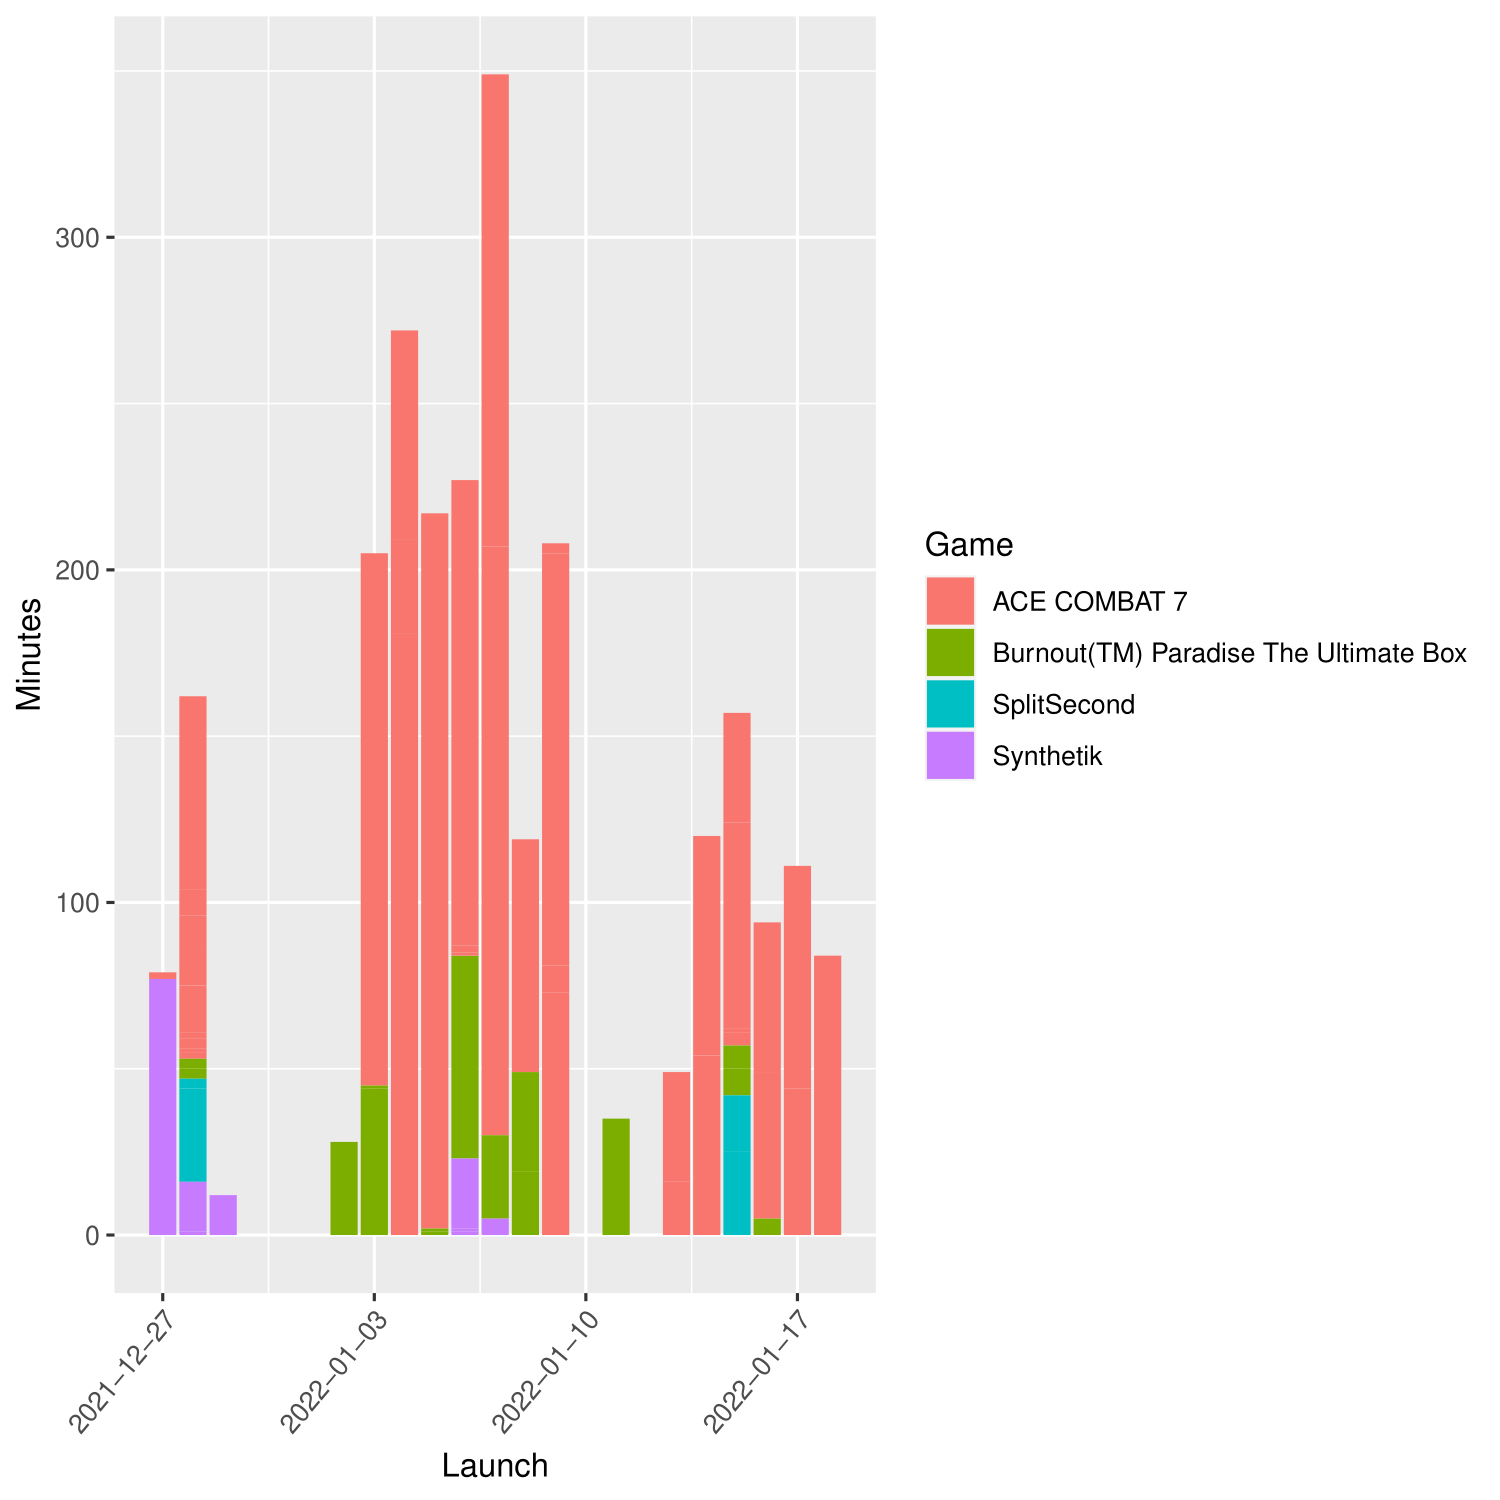 Minutes
300
200
100
0
2021−12−27
2022−01−03
2022−01−10
2022−01−17
Launch
Game
ACE COMBAT 7
Burnout(TM) Paradise The Ultimate Box
SplitSecond
Synthetik